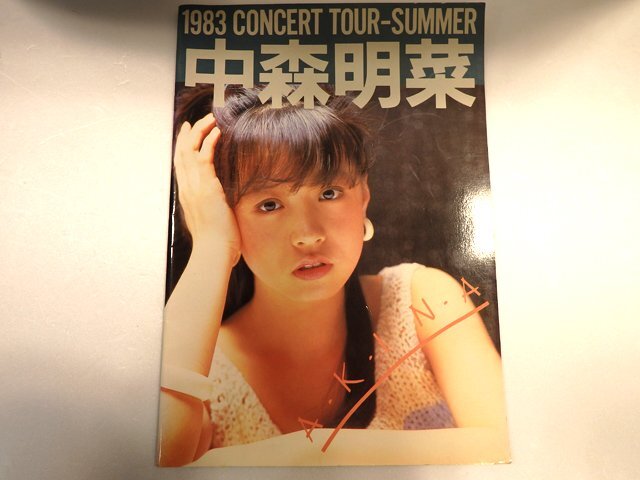 1983 CONCERT TOUR-SUMMER
中森明菜
A·K·I·N·A